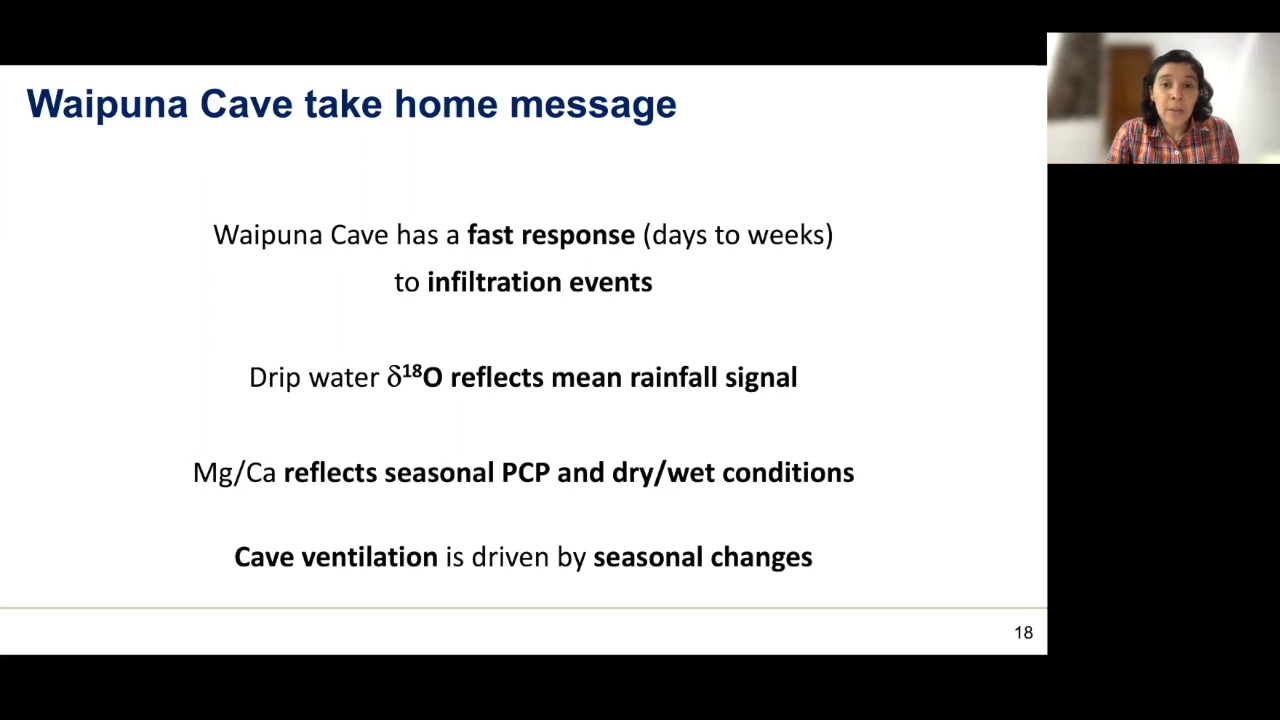 Waipuna Cave take home message
Waipuna Cave has a fast response (days to weeks)
to infiltration events
Drip water δ¹⁸O reflects mean rainfall signal
Mg/Ca reflects seasonal PCP and dry/wet conditions
Cave ventilation is driven by seasonal changes
18